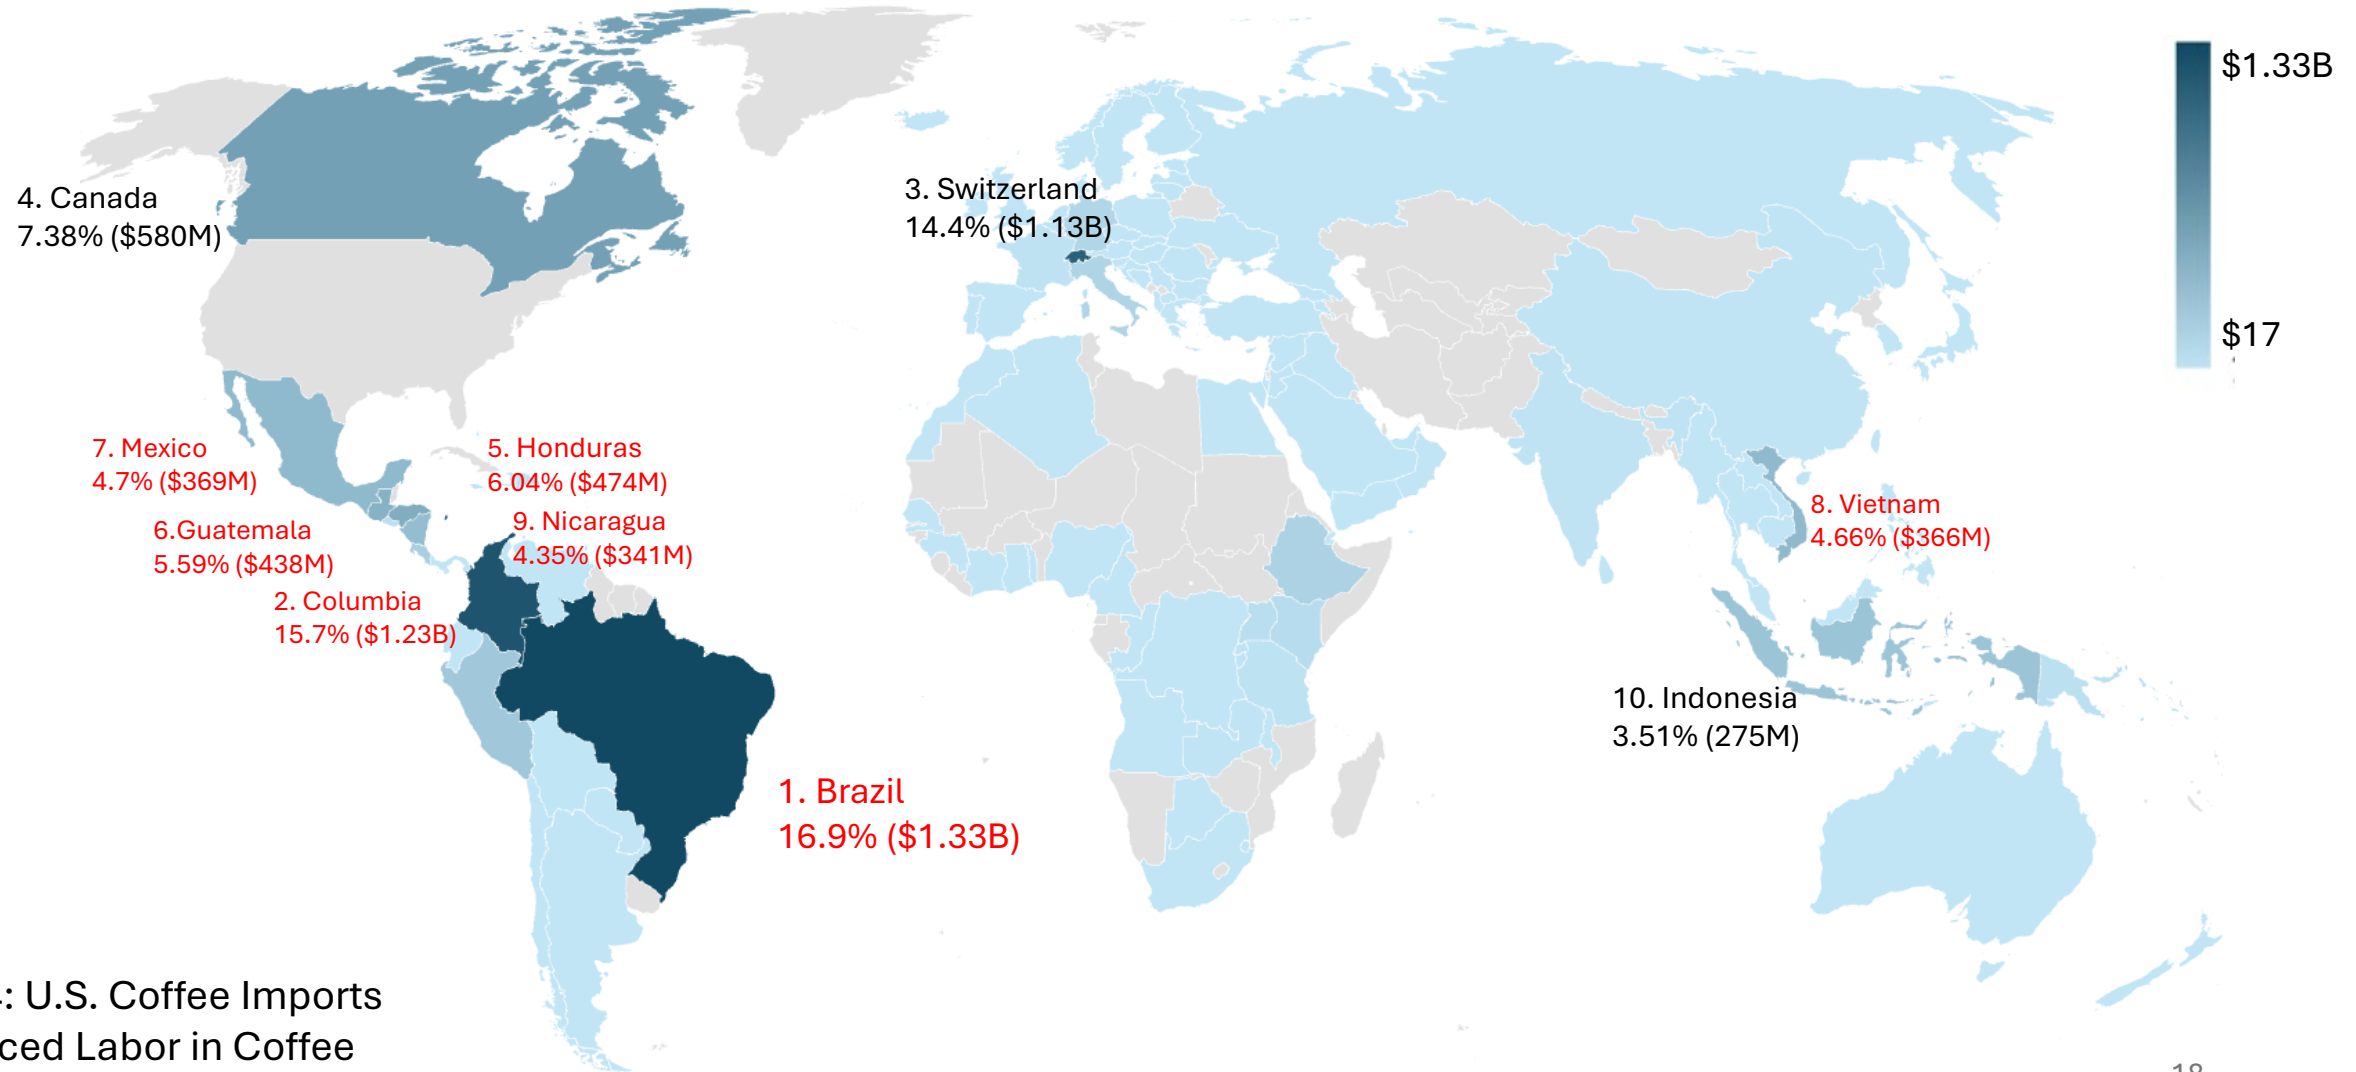 $1.33B
$17
4. Canada
7.38% ($580M)
3. Switzerland
14.4% ($1.13B)
7. Mexico
4.7% ($369M)
5. Honduras
6.04% ($474M)
6.Guatemala
5.59% ($438M)
9. Nicaragua
4.35% ($341M)
8. Vietnam
4.66% ($366M)
2. Columbia
15.7% ($1.23B)
10. Indonesia
3.51% (275M)
1. Brazil
16.9% ($1.33B)
: U.S. Coffee Imports
ced Labor in Coffee
18